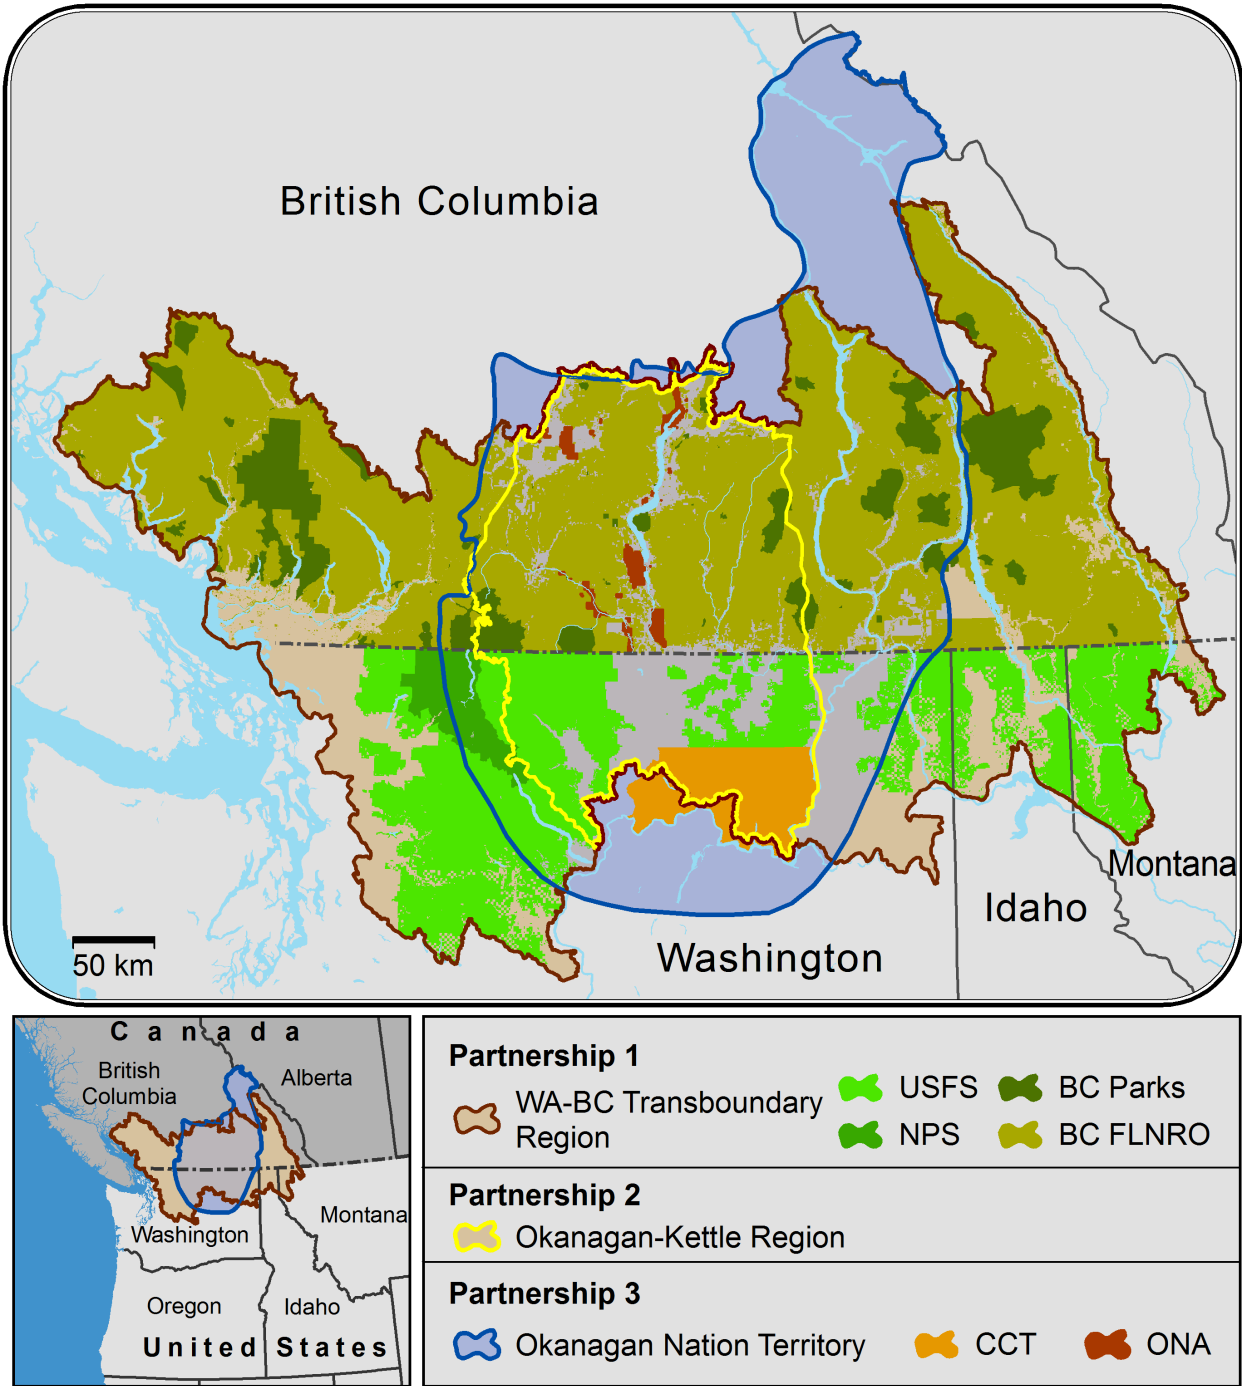 British Columbia
Montana
Idaho
Washington
50 km
Canada
British
Columbia
Alberta
Montana
Washington
Oregon
Idaho
United States
Partnership 1
WA-BC Transboundary
Region
USFS
BC Parks
NPS
BC FLNRO
Partnership 2
Okanagan-Kettle Region
Partnership 3
Okanagan Nation Territory
CCT
ONA